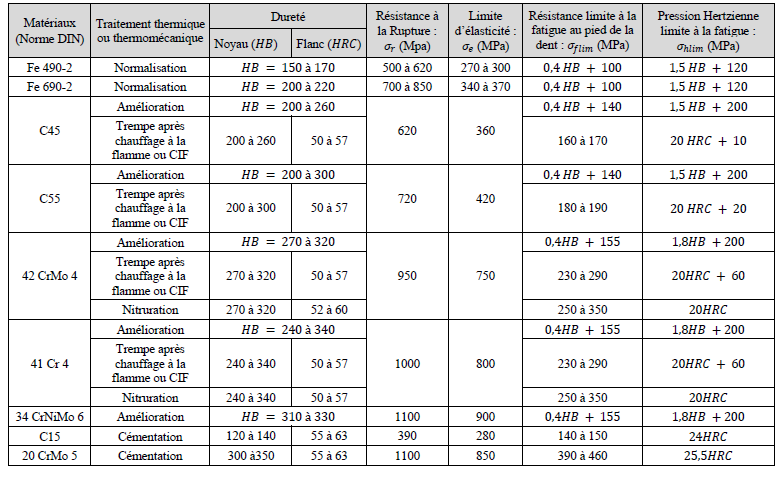 Matériaux (Norme DIN) | Traitement thermique ou thermomécanique | Dureté | Résistance à la Rupture : σr (Mpa) | Limite d’élasticité : σe (MPa) | Résistance limite à la fatigue au pied de la dent : σflim (MPa) | Pression Hertzienne limite à la fatigue : σhlim (MPa)
Noyau (HB) | Flanc (HRC)
Fe 490-2 | Normalisation | HB = 150 à 170 | 500 à 620 | 270 à 300 | 0,4 HB + 100 | 1,5 HB + 120
Fe 690-2 | Normalisation | HB = 200 à 220 | 700 à 850 | 340 à 370 | 0,4 HB + 100 | 1,5 HB + 120
C45 | Amélioration | HB = 200 à 260 | 620 | 360 | 0,4 HB + 140 | 1,5 HB + 200
Trempe après chauffage à la flamme ou CIF | 200 à 260 | 50 à 57 | 160 à 170 | 20 HRC + 10
C55 | Amélioration | HB = 200 à 300 | 720 | 420 | 0,4 HB + 140 | 1,5 HB + 200
Trempe après chauffage à la flamme ou CIF | 200 à 300 | 50 à 57 | 180 à 190 | 20 HRC + 20
42 CrMo 4 | Amélioration | HB = 270 à 320 | 950 | 750 | 0,4HB + 155 | 1,8HB + 200
Trempe après chauffage à la flamme ou CIF | 270 à 320 | 50 à 57 | 230 à 290 | 20HRC + 60
Nitruration | 270 à 320 | 52 à 60 | 250 à 350 | 20HRC
41 Cr 4 | Amélioration | HB = 240 à 340 | 1000 | 800 | 0,4HB + 155 | 1,8HB + 200
Trempe après chauffage à la flamme ou CIF | 240 à 340 | 50 à 57 | 230 à 290 | 20HRC + 60
Nitruration | 240 à 340 | 50 à 57 | 250 à 350 | 20HRC
34 CrNiMo 6 | Amélioration | HB = 310 à 330 | 1100 | 900 | 0,4HB + 155 | 1,8HB + 200
C15 | Cémentation | 120 à 140 | 55 à 63 | 390 | 280 | 140 à 150 | 24HRC
20 CrMo 5 | Cémentation | 300 à350 | 55 à 63 | 1100 | 850 | 390 à 460 | 25,5HRC